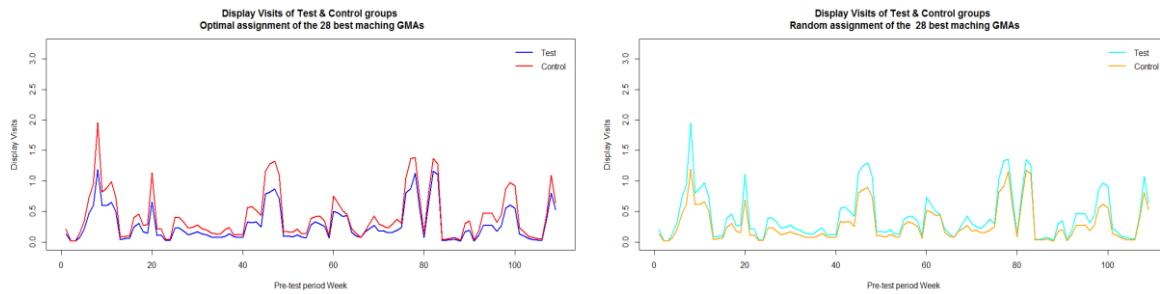 Display Visits of Test & Control groups
Optimal assignment of the 28 best maching GMAs
Display Visits
3.0
2.5
2.0
1.5
1.0
0.5
0.0
Test
Control
0 20 40 60 80 100
Pre-test period Week
Display Visits of Test & Control groups
Random assignment of the 28 best maching GMAs
Display Visits
3.0
2.5
2.0
1.5
1.0
0.5
0.0
Test
Control
0 20 40 60 80 100
Pre-test period Week